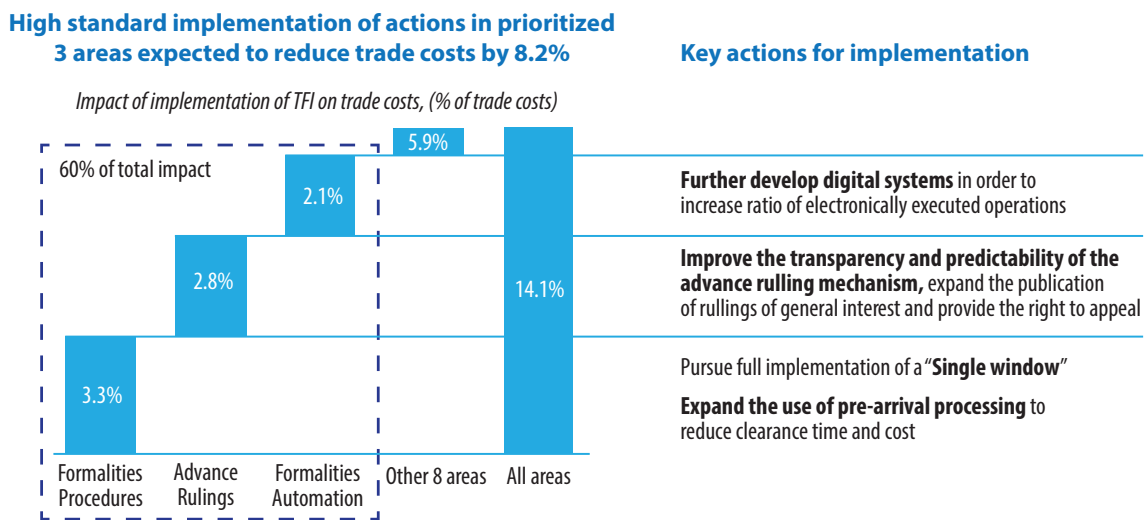 High standard implementation of actions in prioritized
3 areas expected to reduce trade costs by 8.2%
Key actions for implementation
Impact of implementation of TFI on trade costs, (% of trade costs)
60% of total impact
5.9%
2.1%
2.8%
14.1%
3.3%
Formalities
Procedures
Advance
Rulings
Formalities
Automation
Other 8 areas
All areas
Further develop digital systems in order to
increase ratio of electronically executed operations
Improve the transparency and predictability of the
advance rulling mechanism, expand the publication
of rullings of general interest and provide the right to appeal
Pursue full implementation of a “Single window”
Expand the use of pre-arrival processing to
reduce clearance time and cost